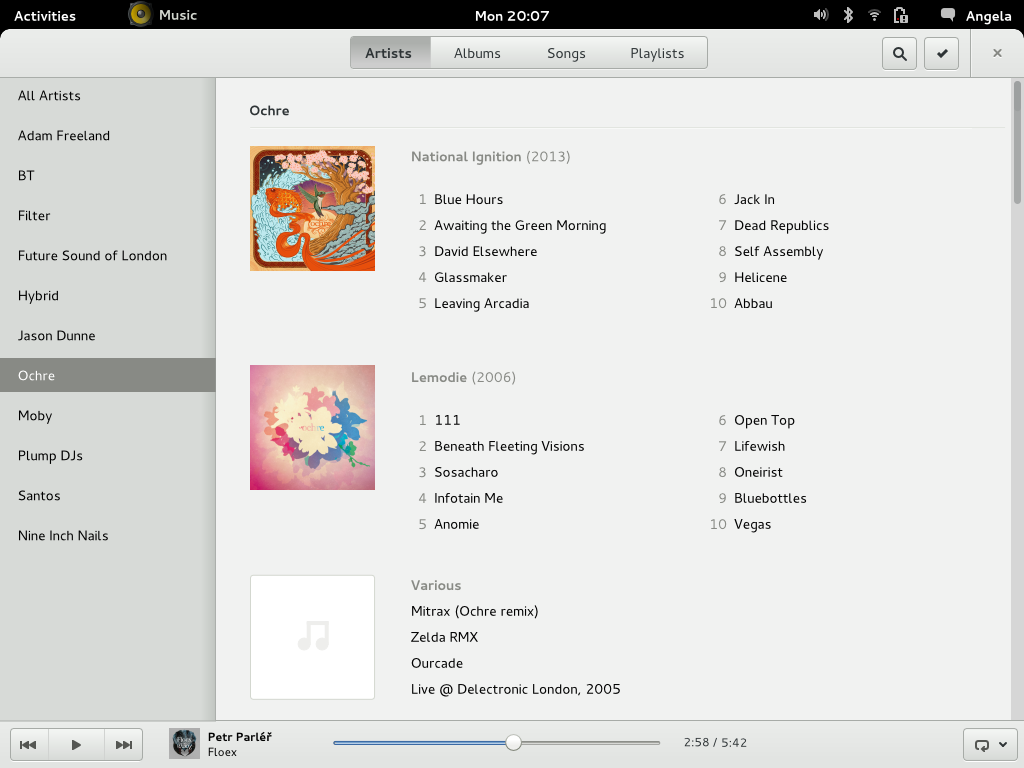 Activities
Music
Mon 20:07
Angela
Artists
Albums
Songs
Playlists
All Artists
Adam Freeland
BT
Filter
Future Sound of London
Hybrid
Jason Dunne
Ochre
Moby
Plump DJs
Santos
Nine Inch Nails
Ochre
National Ignition (2013)
1 Blue Hours
2 Awaiting the Green Morning
3 David Elsewhere
4 Glassmaker
5 Leaving Arcadia
6 Jack In
7 Dead Republics
8 Self Assembly
9 Helicene
10 Abbau
Lemodie (2006)
1 111
2 Beneath Fleeting Visions
3 Sosacharo
4 Infotain Me
5 Anomie
6 Open Top
7 Lifewish
8 Oneirist
9 Bluebottles
10 Vegas
Various
Mitrax (Ochre remix)
Zelda RMX
Ourcade
Live @ Delectronic London, 2005
Petr Parléř
Floex
2:58 / 5:42